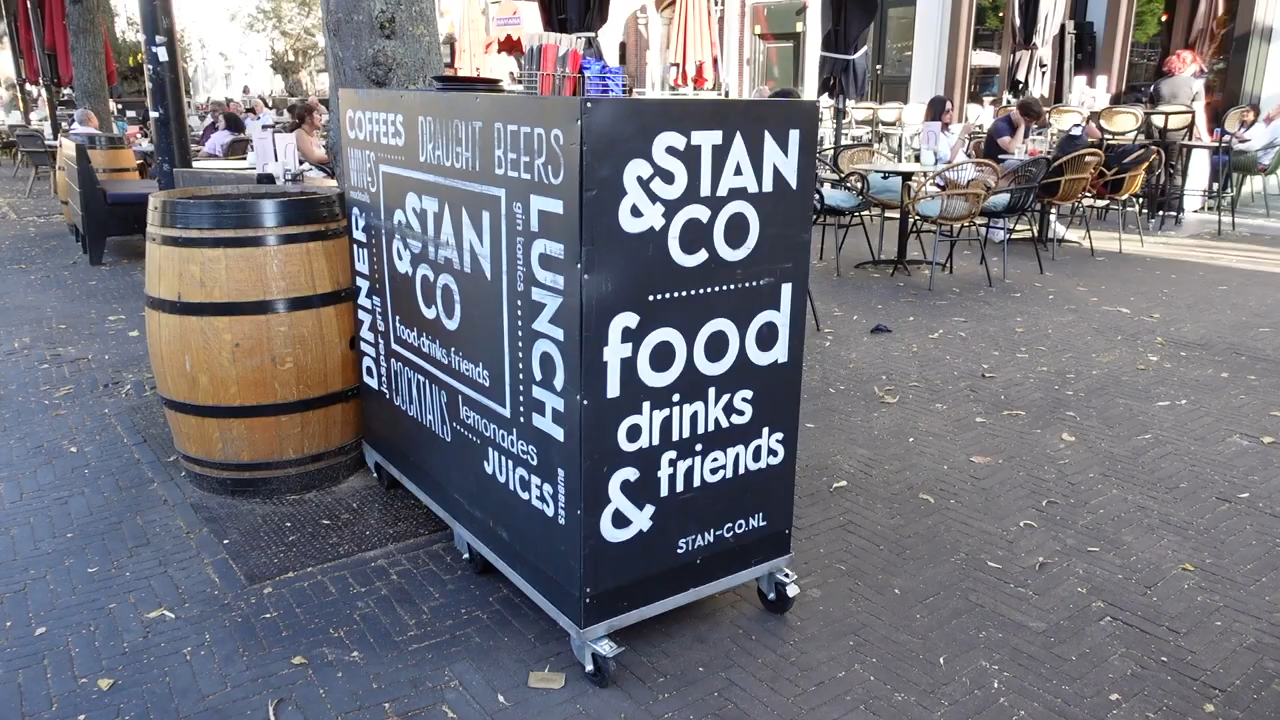 COFFEES
DRAUGHT BEERS
WINES
DINNER
Josper grill
&STAN
CO
food·drinks·friends
gin tonics
LUNCH
COCKTAILS
lemonades
JUICES
BUBBLES
&STAN
CO
food
drinks
& friends
STAN-CO.NL